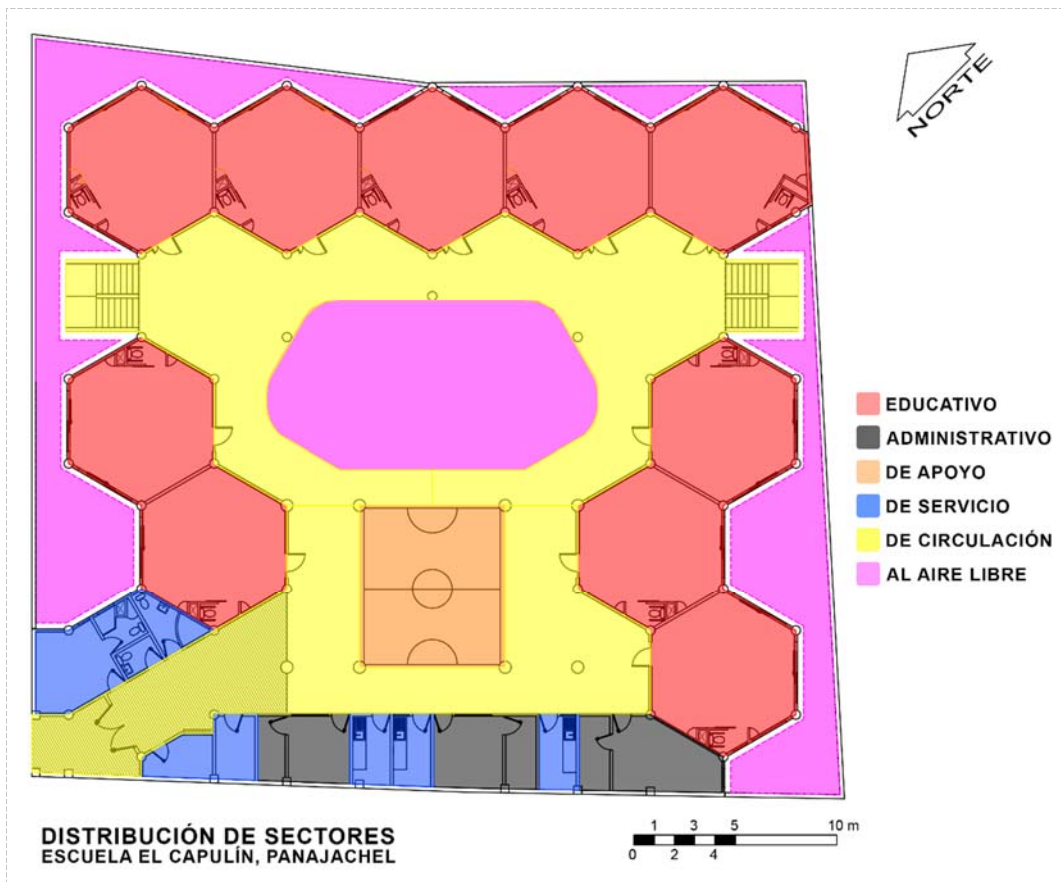 NORTE
EDUCATIVO
ADMINISTRATIVO
DE APOYO
DE SERVICIO
DE CIRCULACIÓN
AL AIRE LIBRE
DISTRIBUCIÓN DE SECTORES
ESCUELA EL CAPULÍN, PANAJACHEL
1 3 5 10 m
0 2 4